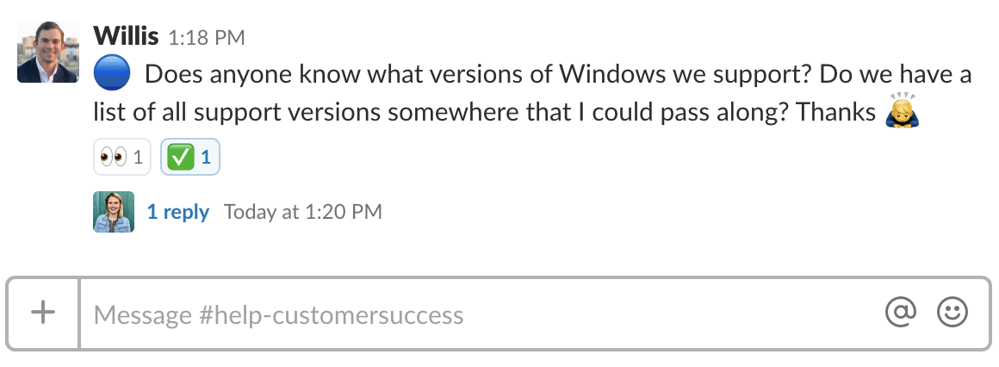 Willis 1:18 PM
Does anyone know what versions of Windows we support? Do we have a
list of all support versions somewhere that I could pass along? Thanks
1 1
1 reply Today at 1:20 PM
Message #help-customersuccess